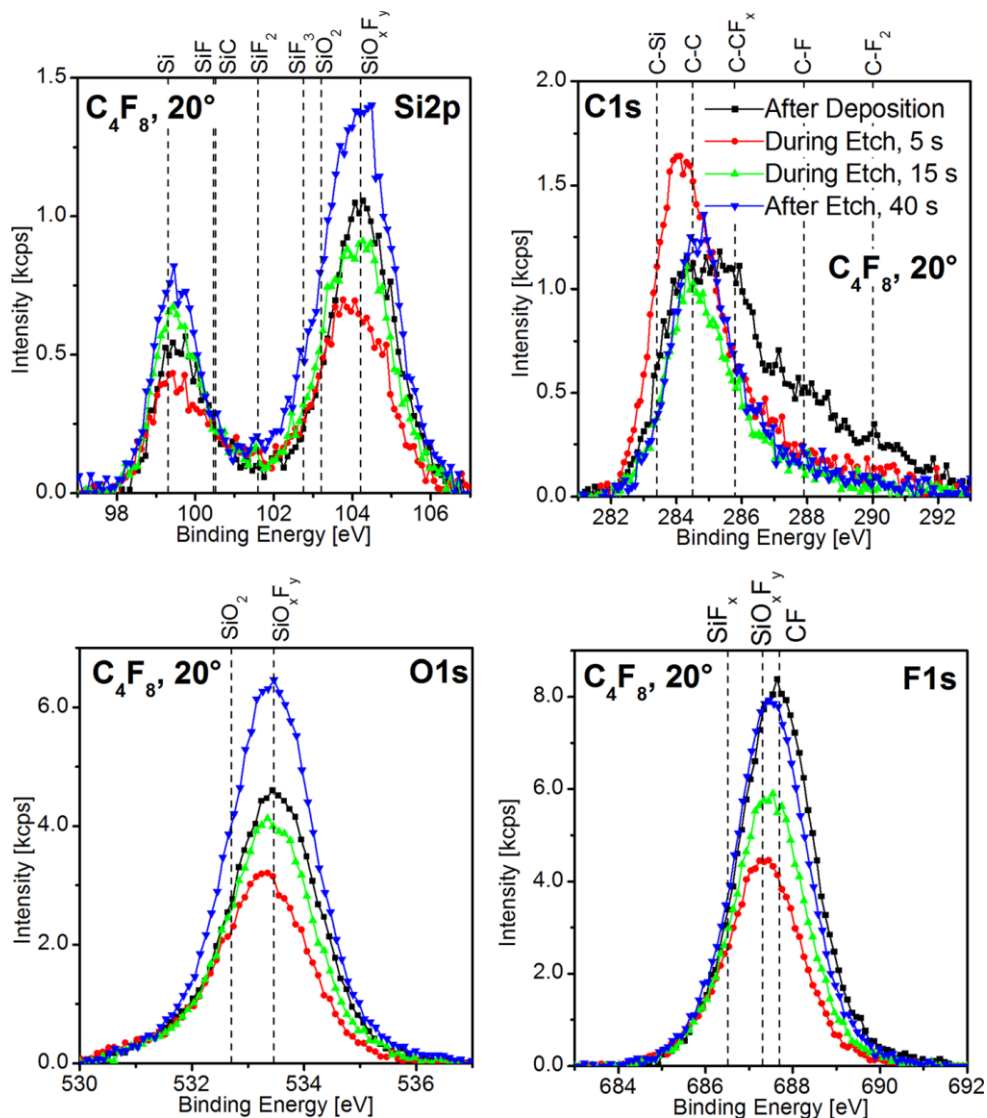 Si SiF SiC SiF₂ SiF₃ SiO₂ SiOₓFᵧ
C₄F₈, 20° Si2p
Intensity [kcps]
1.5
1.0
0.5
0.0
98 100 102 104 106
Binding Energy [eV]
C-Si C-C C-CFₓ C-F C-F₂
C1s
After Deposition
During Etch, 5 s
During Etch, 15 s
After Etch, 40 s
C₄F₈, 20°
Intensity [kcps]
2.0
1.5
1.0
0.5
0.0
282 284 286 288 290 292
Binding Energy [eV]
SiO₂ SiOₓFᵧ
C₄F₈, 20° O1s
Intensity [kcps]
6.0
4.0
2.0
0.0
530 532 534 536
Binding Energy [eV]
SiFₓ SiOₓFᵧ CF
C₄F₈, 20° F1s
Intensity [kcps]
8.0
6.0
4.0
2.0
0.0
684 686 688 690 692
Binding Energy [eV]